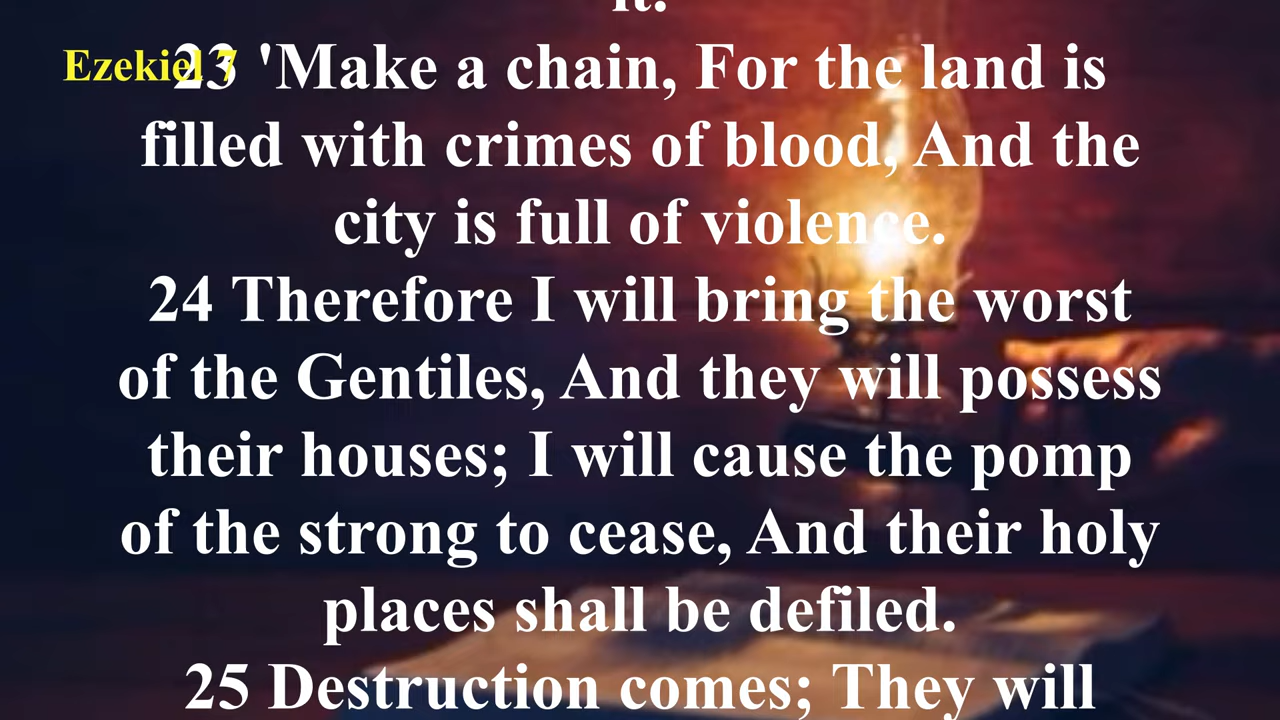 it.
Ezekiel 7
23 'Make a chain, For the land is
filled with crimes of blood, And the
city is full of violence.
24 Therefore I will bring the worst
of the Gentiles, And they will possess
their houses; I will cause the pomp
of the strong to cease, And their holy
places shall be defiled.
25 Destruction comes; They will